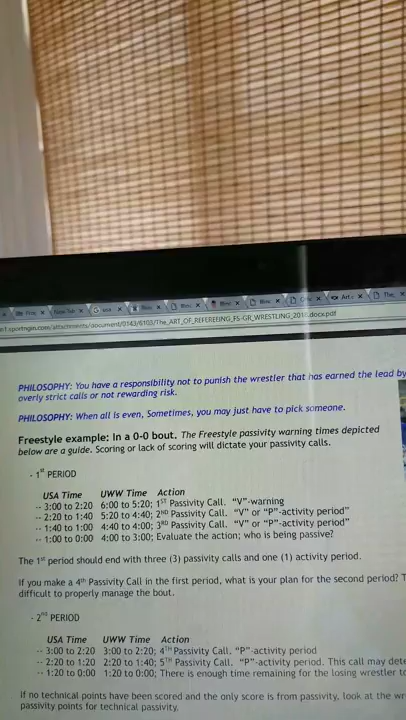 New Tab
Bloo
Art c
The
The_ART_OF_REFEREEING_FS-GR_WRESTLING_2018.docx.pdf
PHILOSOPHY: You have a responsibility not to punish the wrestler that has earned the lead by
overly strict calls or not rewarding risk.
PHILOSOPHY: When all is even, Sometimes, you may just have to pick someone.
Freestyle example: In a 0-0 bout. The Freestyle passivity warning times depicted
below are a guide. Scoring or lack of scoring will dictate your passivity calls.
- 1st PERIOD
USA Time UWW Time Action
-- 3:00 to 2:20 6:00 to 5:20; 1ST Passivity Call. "V"-warning
-- 2:20 to 1:40 5:20 to 4:40; 2ND Passivity Call. "V" or "P"-activity period"
-- 1:40 to 1:00 4:40 to 4:00; 3RD Passivity Call. "V" or "P"-activity period"
-- 1:00 to 0:00 4:00 to 3:00; Evaluate the action; who is being passive?
The 1st period should end with three (3) passivity calls and one (1) activity period.
If you make a 4th Passivity Call in the first period, what is your plan for the second period?
difficult to properly manage the bout.
- 2nd PERIOD
USA Time UWW Time Action
-- 3:00 to 2:20 3:00 to 2:20; 4TH Passivity Call. "P"-activity period
-- 2:20 to 1:20 2:20 to 1:40; 5TH Passivity Call. "P"-activity period. This call may dete
-- 1:20 to 0:00 1:20 to 0:00; There is enough time remaining for the losing wrestler to
If no technical points have been scored and the only score is from passivity, look at the wr
passivity points for technical passivity.